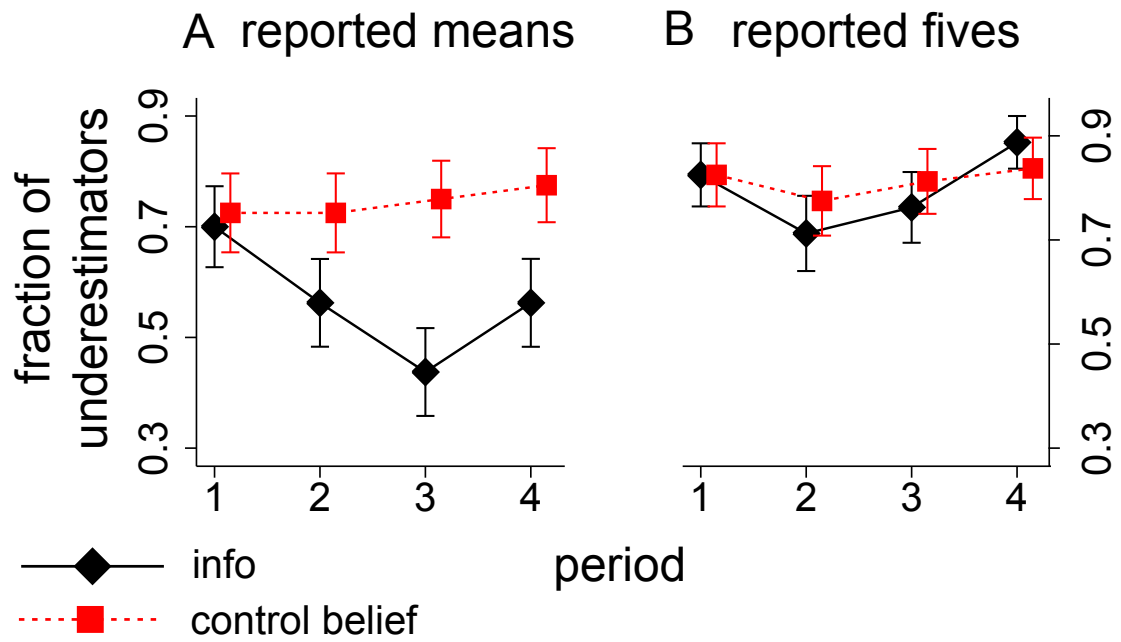 A reported means
B reported fives
fraction of
underestimators
0.9
0.7
0.5
0.3
1 2 3 4
0.9
0.7
0.5
0.3
1 2 3 4
period
info
control belief